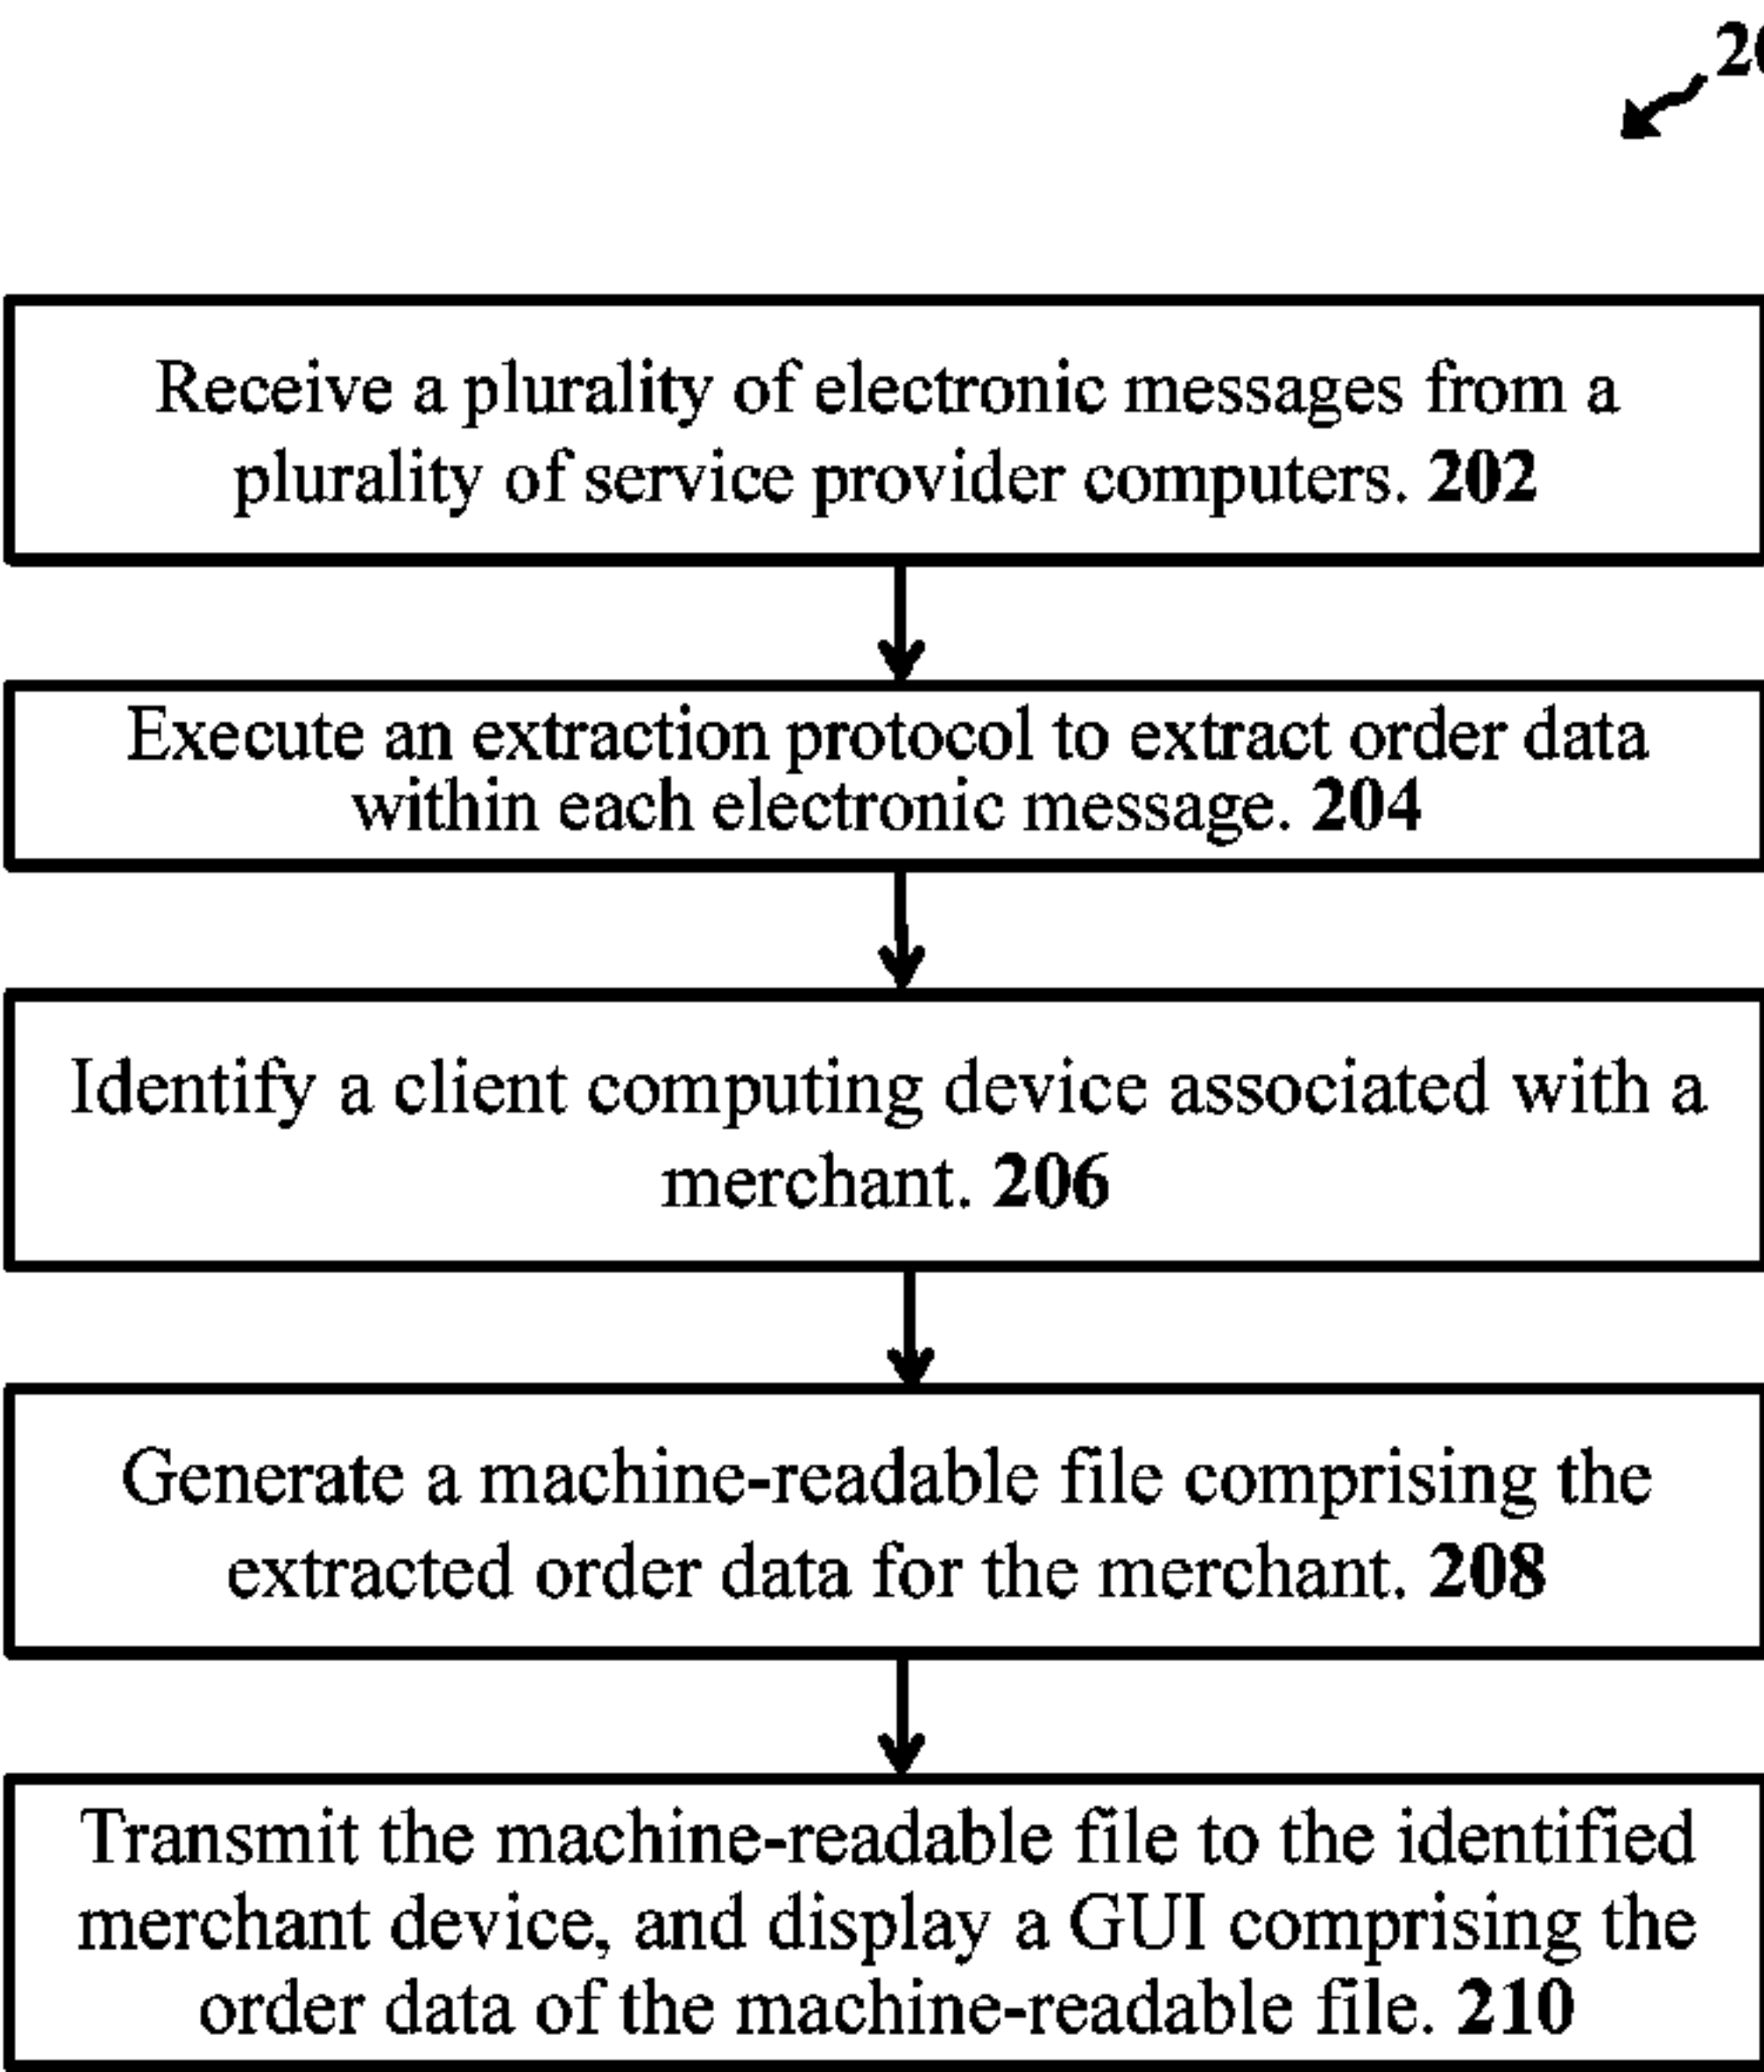 20
Receive a plurality of electronic messages from a
plurality of service provider computers. 202
Execute an extraction protocol to extract order data
within each electronic message. 204
Identify a client computing device associated with a
merchant. 206
Generate a machine-readable file comprising the
extracted order data for the merchant. 208
Transmit the machine-readable file to the identified
merchant device, and display a GUI comprising the
order data of the machine-readable file. 210